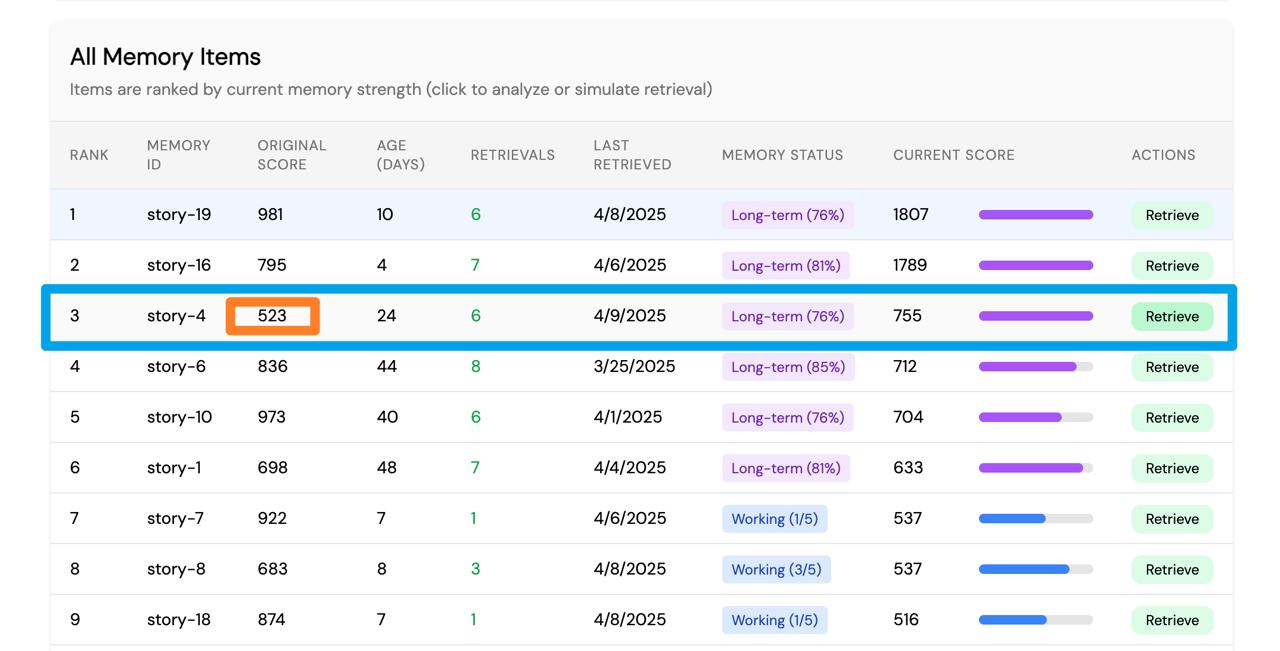 All Memory Items
Items are ranked by current memory strength (click to analyze or simulate retrieval)
RANK MEMORY ID ORIGINAL SCORE AGE (DAYS) RETRIEVALS LAST RETRIEVED MEMORY STATUS CURRENT SCORE ACTIONS
1 story-19 981 10 6 4/8/2025 Long-term (76%) 1807 Retrieve
2 story-16 795 4 7 4/6/2025 Long-term (81%) 1789 Retrieve
3 story-4 523 24 6 4/9/2025 Long-term (76%) 755 Retrieve
4 story-6 836 44 8 3/25/2025 Long-term (85%) 712 Retrieve
5 story-10 973 40 6 4/1/2025 Long-term (76%) 704 Retrieve
6 story-1 698 48 7 4/4/2025 Long-term (81%) 633 Retrieve
7 story-7 922 7 1 4/6/2025 Working (1/5) 537 Retrieve
8 story-8 683 8 3 4/8/2025 Working (3/5) 537 Retrieve
9 story-18 874 7 1 4/8/2025 Working (1/5) 516 Retrieve